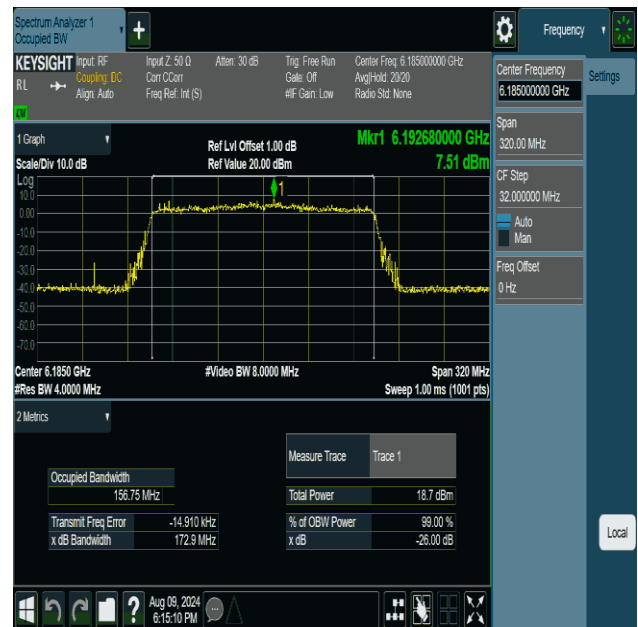 Spectrum Analyzer 1
Occupied BW
+
Frequency
KEYSIGHT Input: RF
RL
Coupling: DC
Align: Auto
Input Z: 50 Ω
Corr CCorr
Freq Ref: Int (S)
Atten: 30 dB
Trig: Free Run
Gate: Off
#IF Gain: Low
Center Freq: 6.185000000 GHz
Avg|Hold: 20/20
Radio Std: None
Center Frequency
6.185000000 GHz
Settings
Span
320.00 MHz
CF Step
32.000000 MHz
Auto
Man
Freq Offset
0 Hz
1 Graph
Scale/Div 10.0 dB
Ref Lvl Offset 1.00 dB
Ref Value 20.00 dBm
Mkr1 6.192680000 GHz
7.51 dBm
Log
10.0
0.00
-10.0
-20.0
-30.0
-40.0
-50.0
-60.0
-70.0
1
Center 6.1850 GHz
#Res BW 4.0000 MHz
#Video BW 8.0000 MHz
Span 320 MHz
Sweep 1.00 ms (1001 pts)
2 Metrics
Measure Trace Trace 1
Occupied Bandwidth
156.75 MHz
Total Power 18.7 dBm
Transmit Freq Error -14.910 kHz
% of OBW Power 99.00 %
x dB Bandwidth 172.9 MHz
x dB -26.00 dB
Local
?
Aug 09, 2024
6:15:10 PM